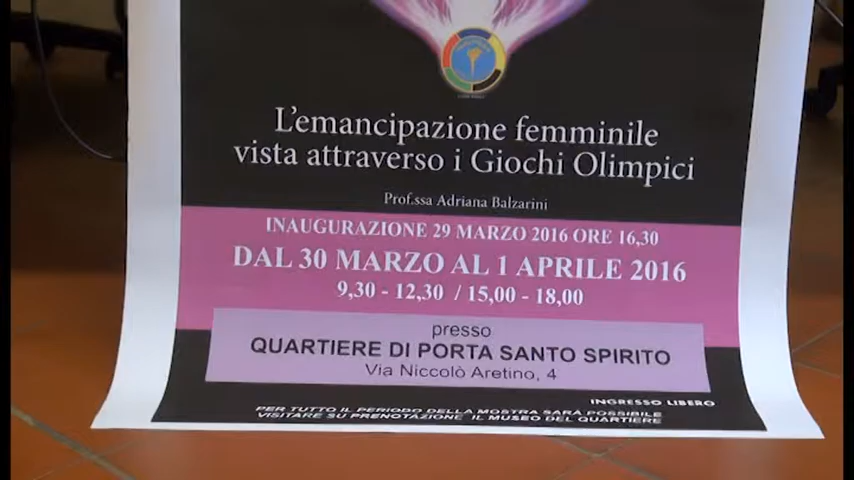 L'emancipazione femminile
vista attraverso i Giochi Olimpici
Prof.ssa Adriana Balzarini
INAUGURAZIONE 29 MARZO 2016 ORE 16,30
DAL 30 MARZO AL 1 APRILE 2016
9,30 - 12,30 / 15,00 - 18,00
presso
QUARTIERE DI PORTA SANTO SPIRITO
Via Niccolò Aretino, 4
INGRESSO LIBERO
PER TUTTO IL PERIODO DELLA MOSTRA SARÀ POSSIBILE
VISITARE SU PRENOTAZIONE IL MUSEO DEL QUARTIERE